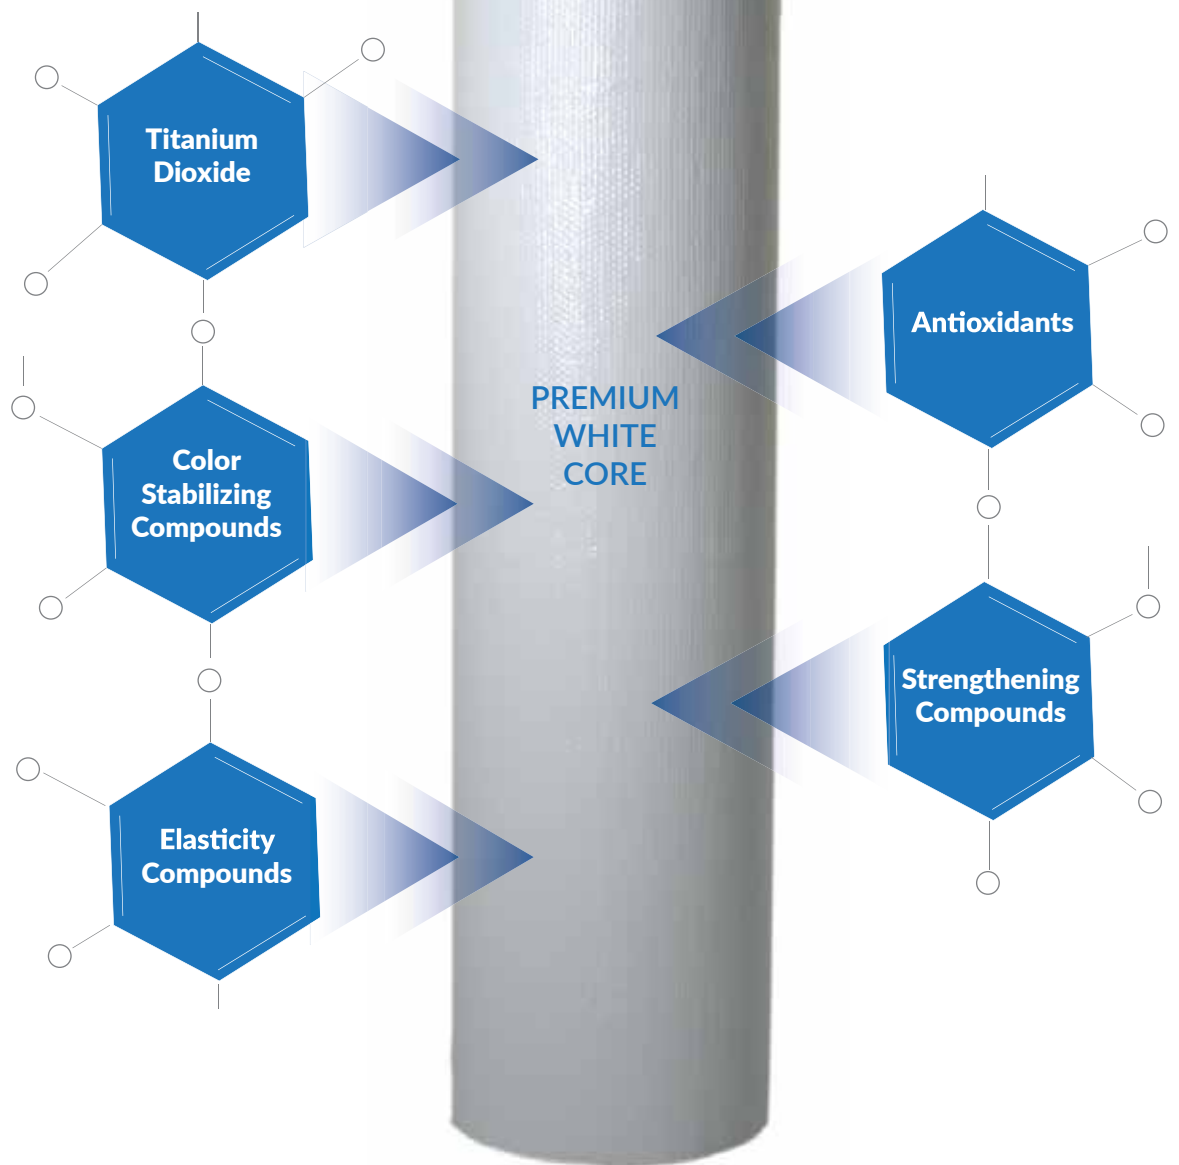 Titanium
Dioxide
Antioxidants
PREMIUM
WHITE
CORE
Color
Stabilizing
Compounds
Strengthening
Compounds
Elasticity
Compounds